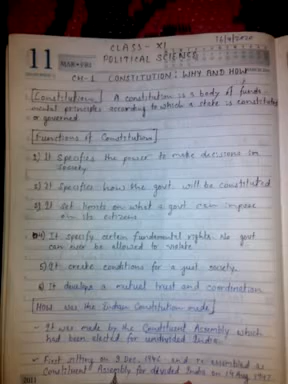 16/4/2020
CLASS - XI
11 MAR • FRI POLITICAL SCIENCE
CH-1 CONSTITUTION: WHY AND HOW
Constitution A constitution is a body of funda-
mental principles according to which a state is constituted
or governed
Functions of Constitution
1) It specifies the power to make decisions in
society
2) It specifies how the govt will be constituted
3) It set limits on what a govt can impose
on its citizens
4) It specify certain fundamental rights. No govt
can ever be allowed to violate
5) It create conditions for a just society
6) It develops a mutual trust and coordination
How was the Indian Constitution made
- It was made by the Constituent Assembly which
had been elected for undivided India.
- First sitting on 9 Dec. 1946 and re-assembled as
Constituent Assembly for divided India on 14 Aug 1947
2011